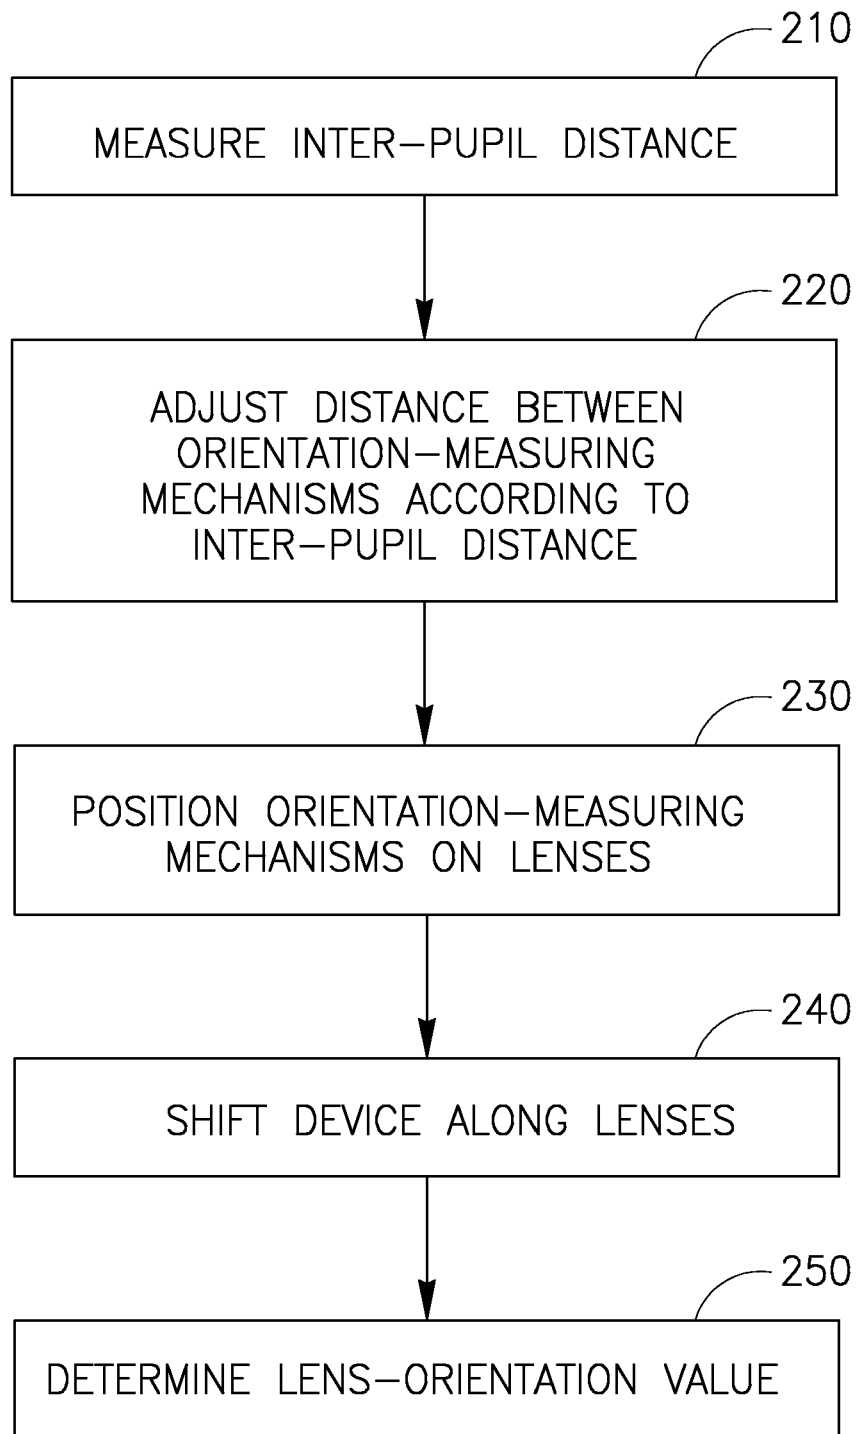 210
MEASURE INTER-PUPIL DISTANCE
220
ADJUST DISTANCE BETWEEN
ORIENTATION-MEASURING
MECHANISMS ACCORDING TO
INTER-PUPIL DISTANCE
230
POSITION ORIENTATION-MEASURING
MECHANISMS ON LENSES
240
SHIFT DEVICE ALONG LENSES
250
DETERMINE LENS-ORIENTATION VALUE